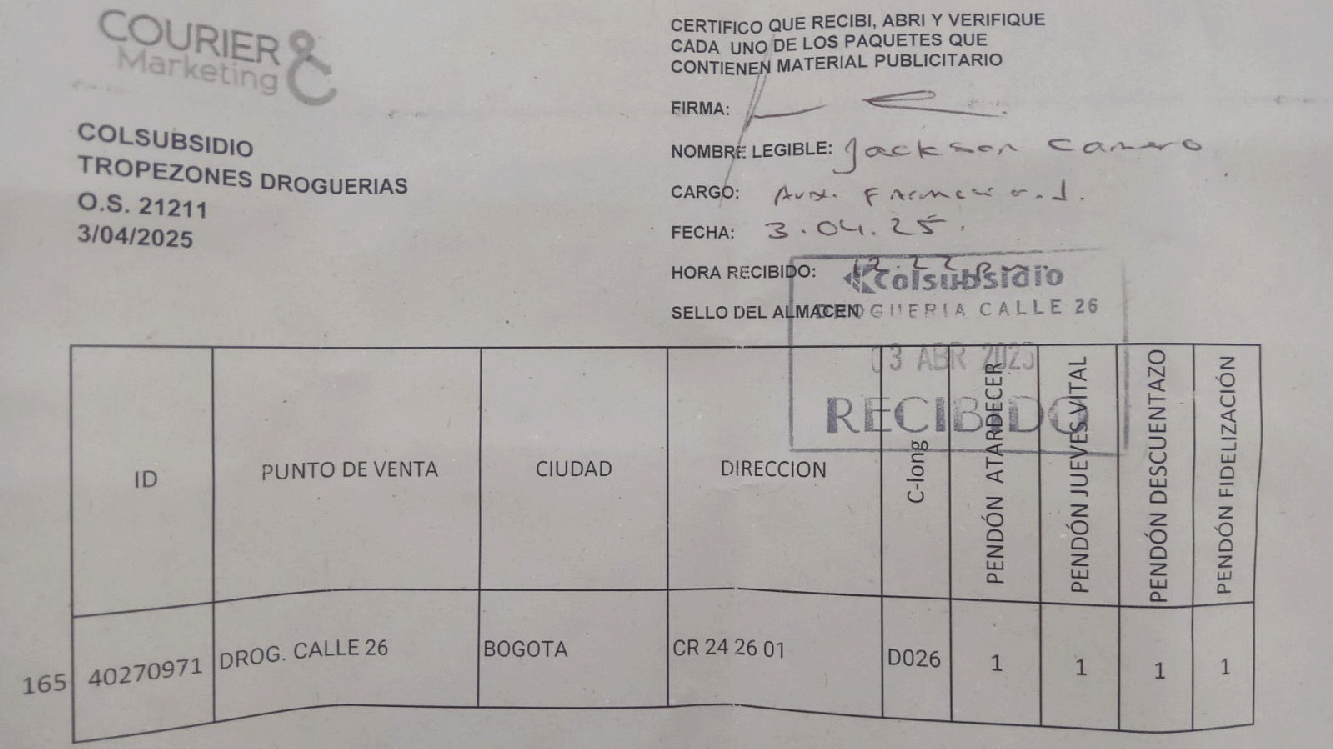 COURIER &
Marketing
COLSUBSIDIO
TROPEZONES DROGUERIAS
O.S. 21211
3/04/2025
CERTIFICO QUE RECIBI, ABRI Y VERIFIQUE
CADA UNO DE LOS PAQUETES QUE
CONTIENEN MATERIAL PUBLICITARIO
FIRMA:
NOMBRE LEGIBLE: Jackson
CARGO: Aux.
FECHA: 3.04.25.
HORA RECIBIDO:
SELLO DEL ALMACEN
Colsubsidio
DROGUERIA CALLE 26
03 ABR 2025
RECIBIDO
ID PUNTO DE VENTA CIUDAD DIRECCION C-long PENDÓN ATARDECER PENDÓN JUEVES VITAL PENDÓN DESCUENTAZO PENDÓN FIDELIZACIÓN
165 40270971 DROG. CALLE 26 BOGOTA CR 24 26 01 D026 1 1 1 1